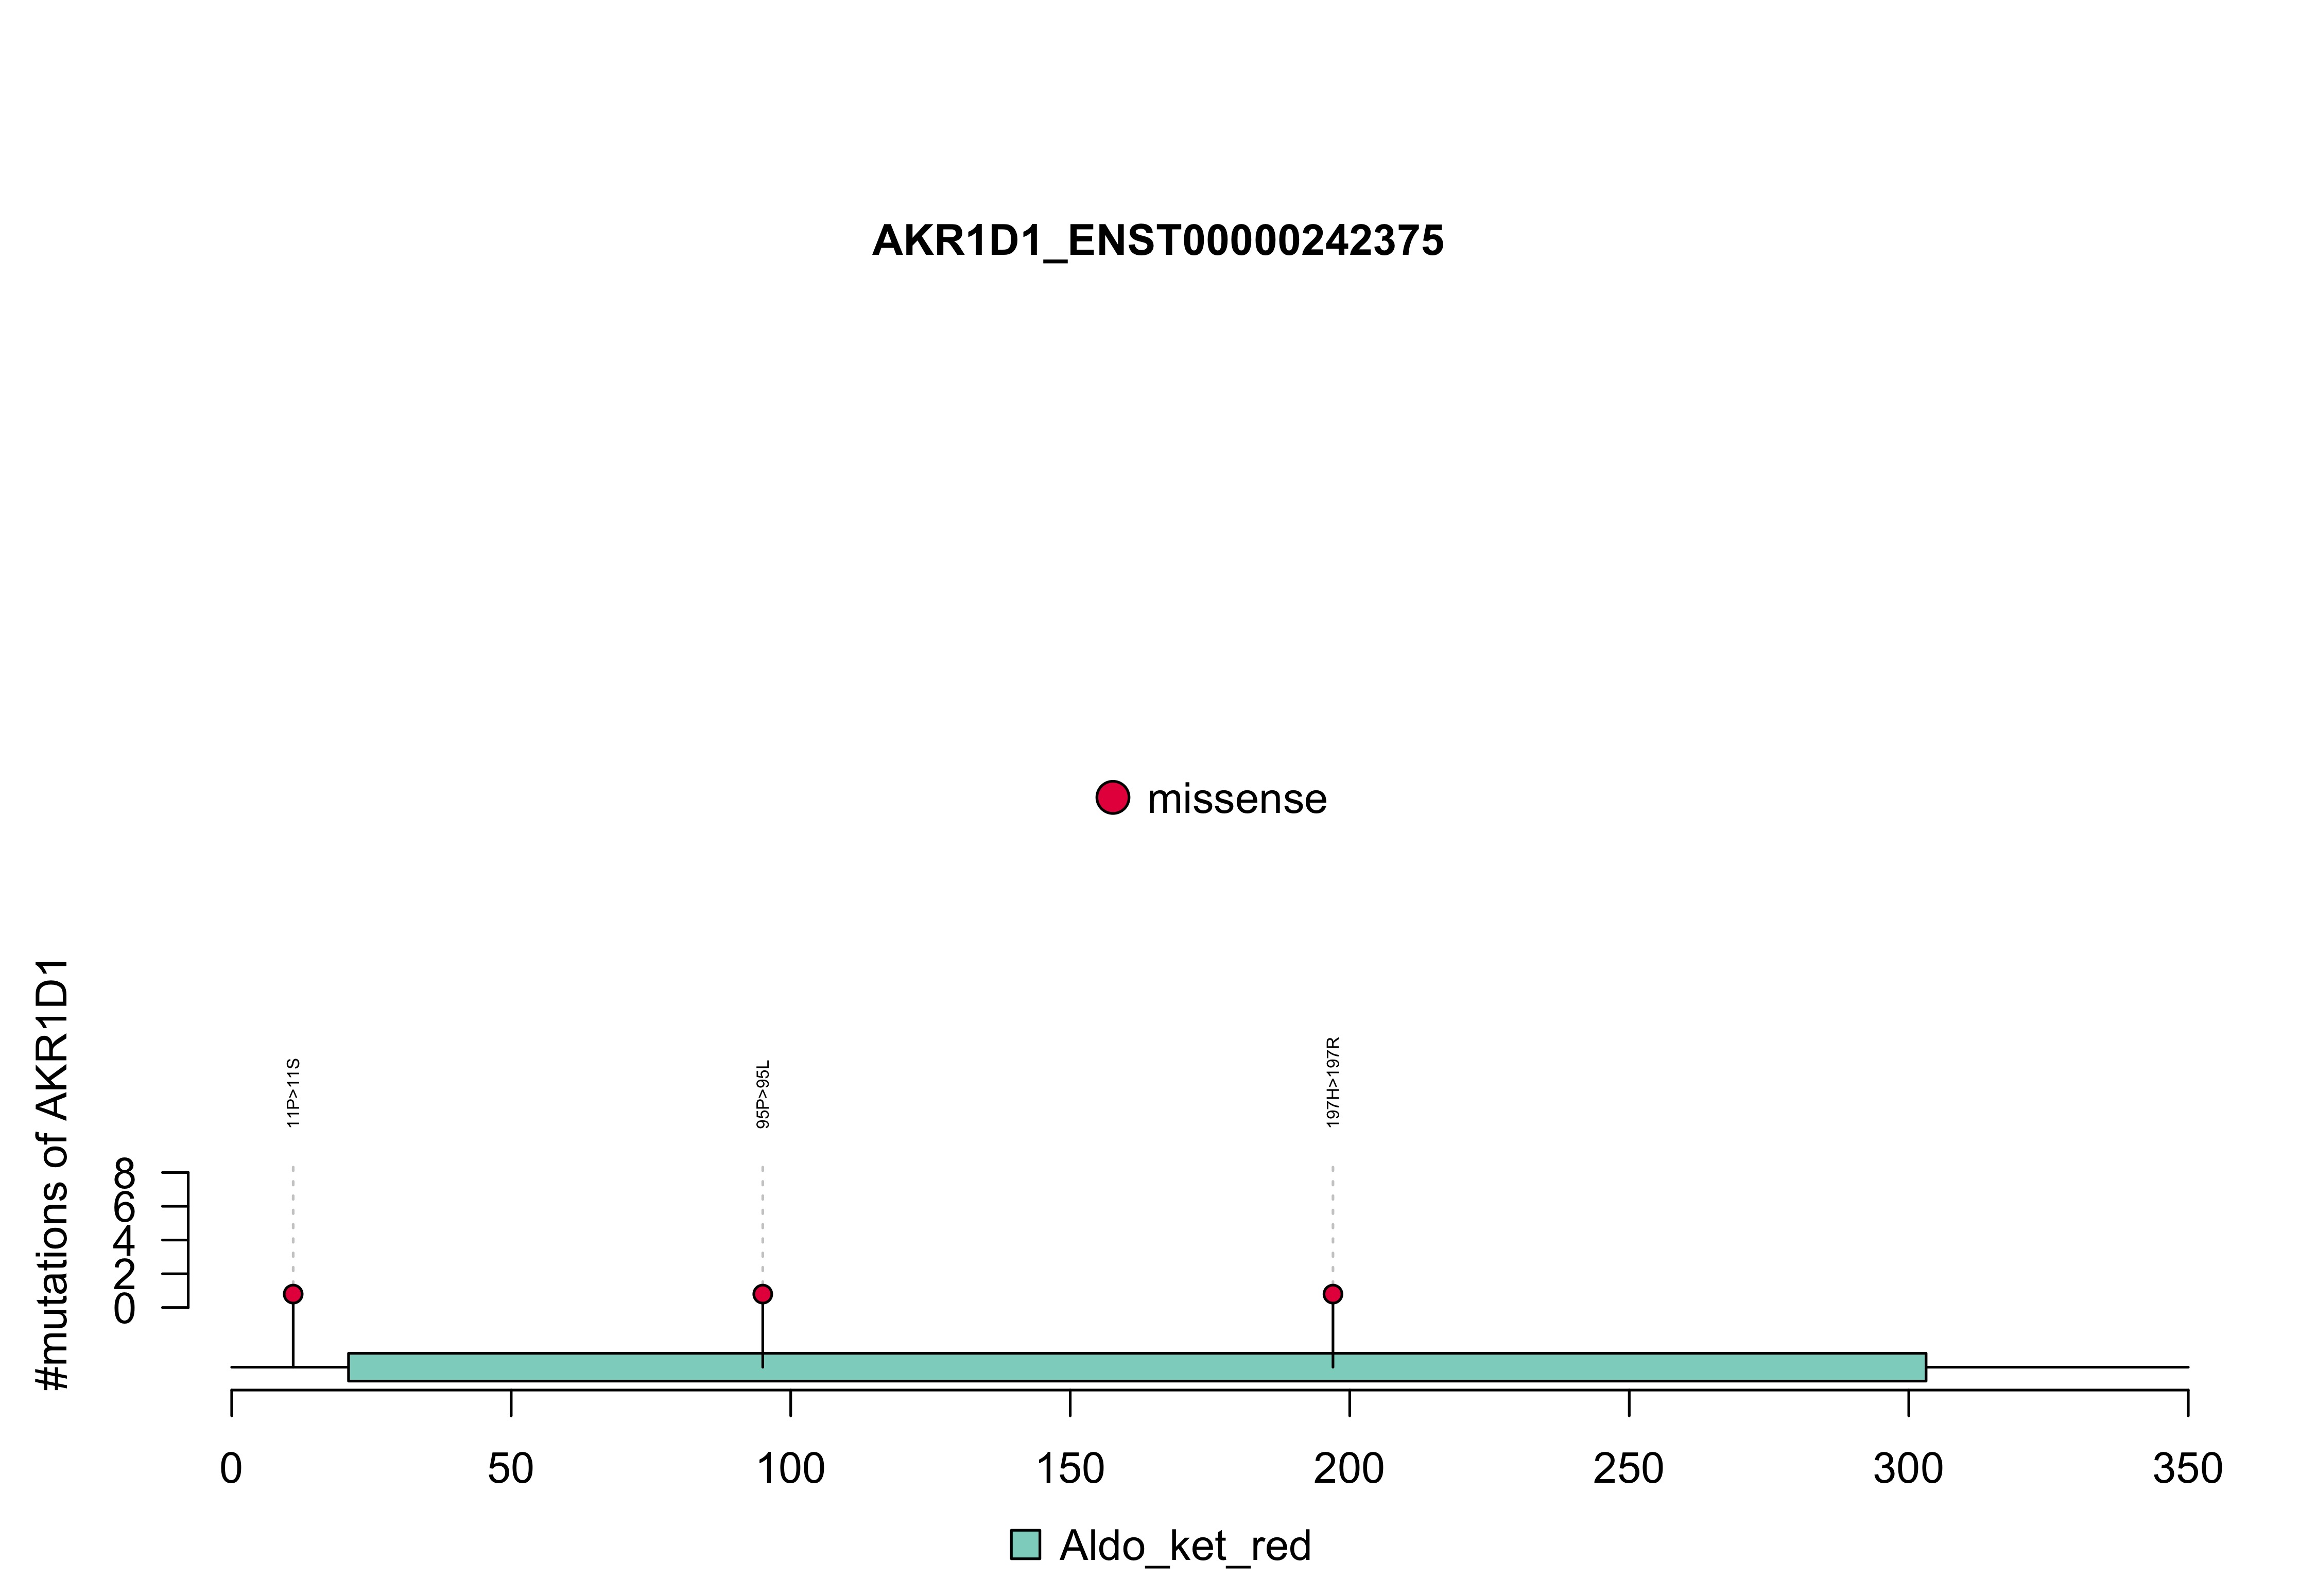 AKR1D1_ENST00000242375
missense
#mutations of AKR1D1
11P>11S
95P>95L
197H>197R
8
6
4
2
0
0 50 100 150 200 250 300 350
Aldo_ket_red